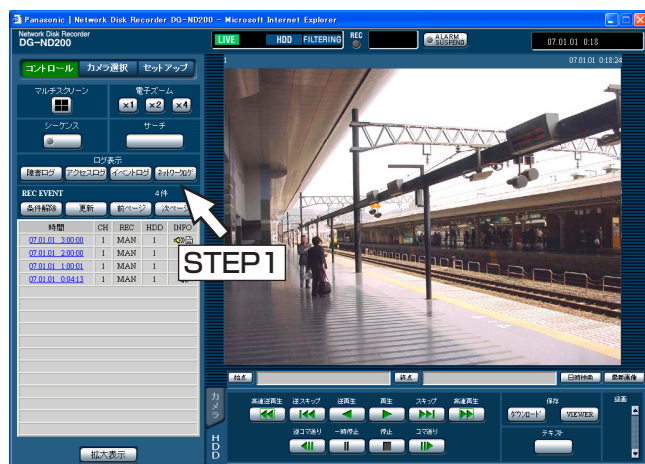 Panasonic | Network Disk Recorder DG-ND200 - Microsoft Internet Explorer
Network Disk Recorder
DG-ND200
LIVE HDD FILTERING REC ALARM SUSPEND 07.01.01 0:18
コントロール カメラ選択 セットアップ
1 07.01.01 0:18:24
マルチスクリーン 電子ズーム
x1 x2 x4
シーケンス サーチ
ログ表示
障害ログ アクセスログ イベントログ ネットワークログ
REC EVENT 4件
条件解除 更新 前ページ 次ページ
時間 CH REC HDD INFO
07.01.01 3:00:00 1 MAN 1
07.01.01 2:00:00 1 MAN 1
07.01.01 1:00:01 1 MAN 1
07.01.01 0:04:13 1 MAN 1
STEP1
始点 終点 日時検索 最新画像
カメラ
HDD
高速逆再生 逆スキップ 逆再生 再生 スキップ 高速再生 保存 録画
ダウンロード VIEWER
逆コマ送り 一時停止 停止 コマ送り テキスト
拡大表示